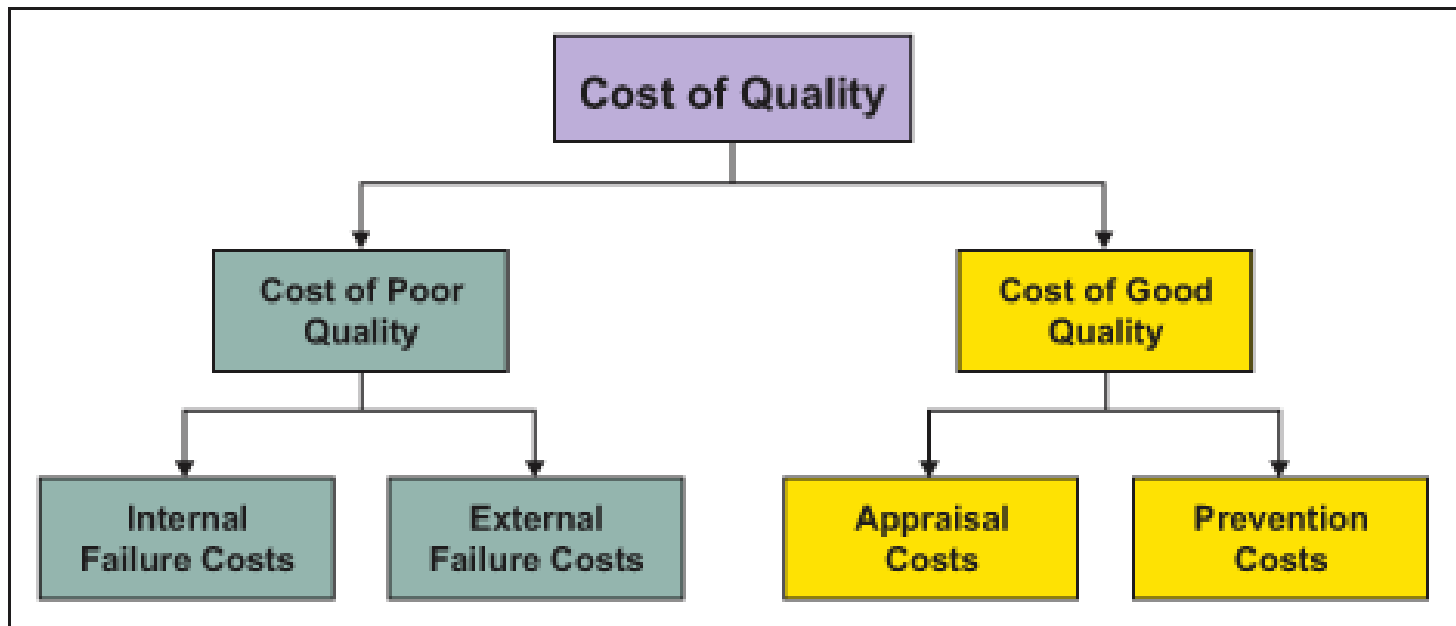 Cost of Quality
Cost of Poor
Quality
Cost of Good
Quality
Internal
Failure Costs
External
Failure Costs
Appraisal
Costs
Prevention
Costs